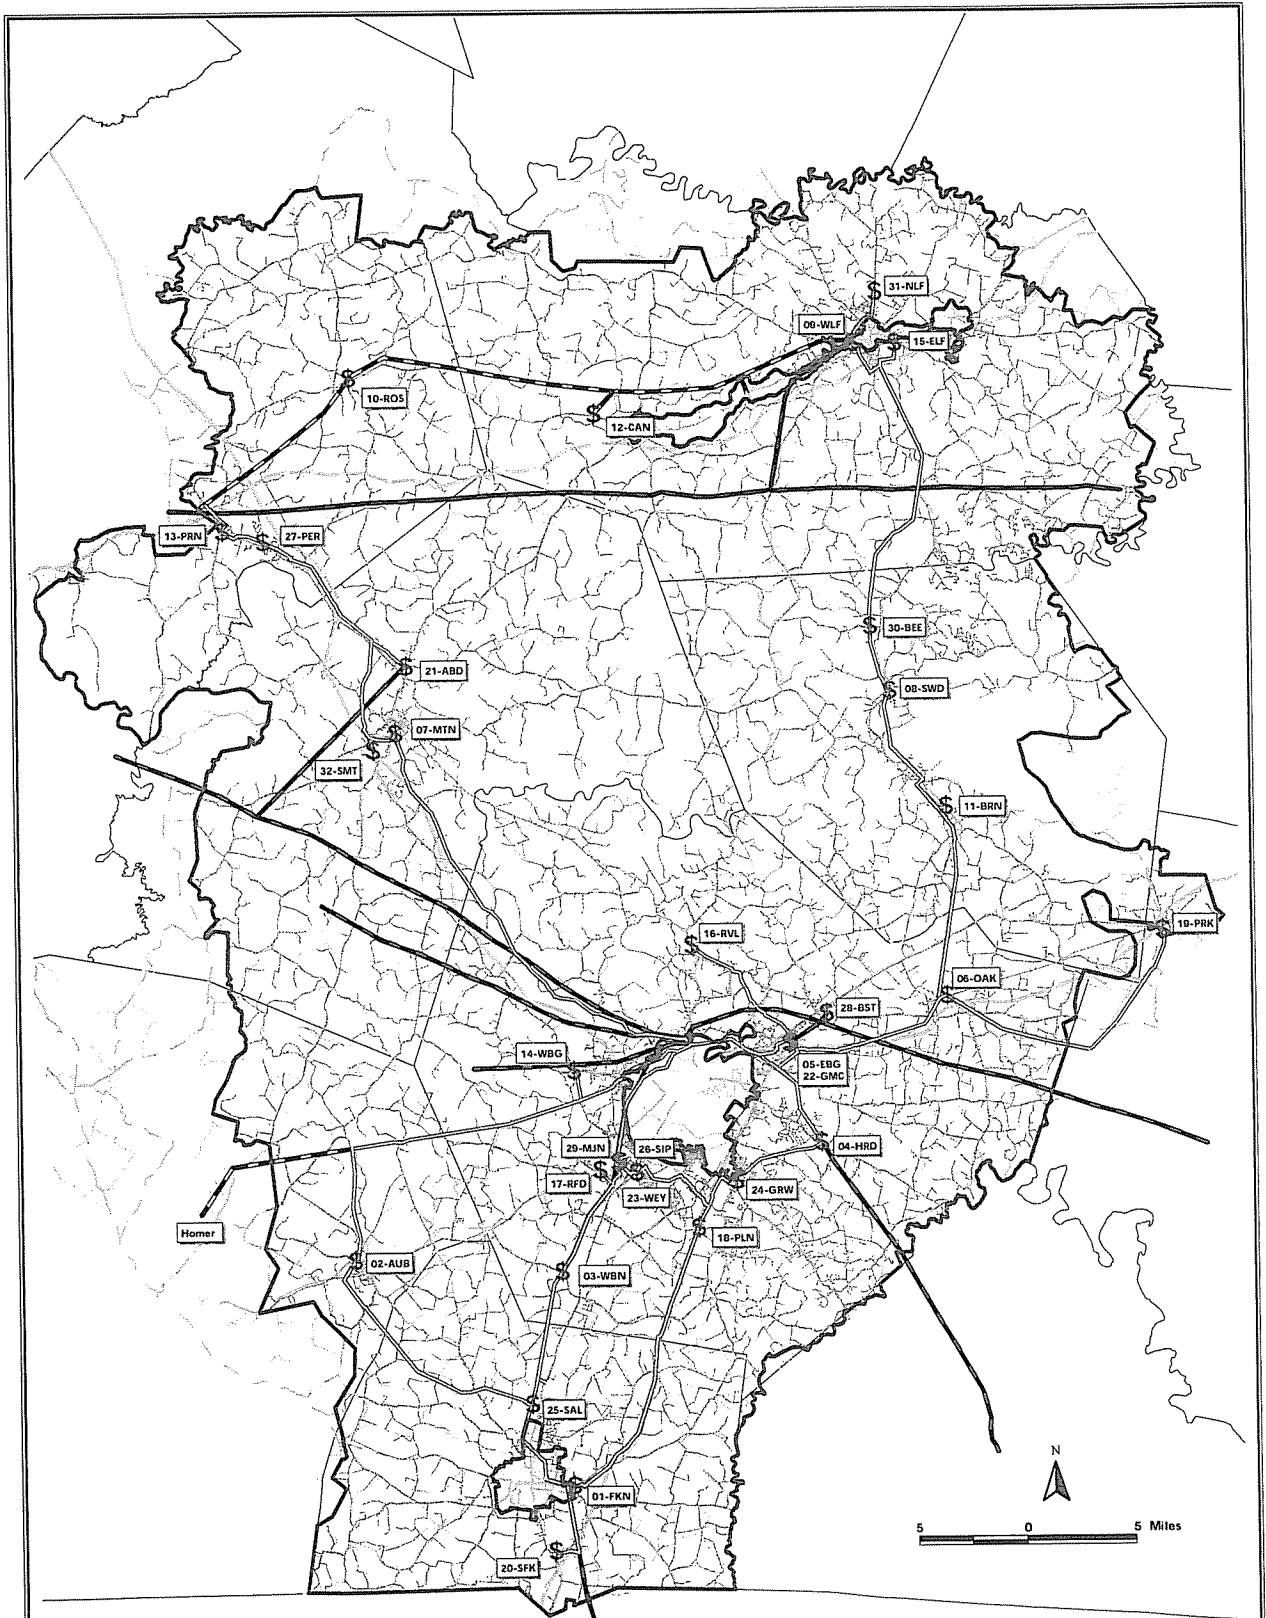 31-NLF
09-WLF
15-ELF
10-ROS
12-CAN
13-PRN
27-PER
30-BEE
21-ABD
08-SWD
07-MTN
32-SMT
11-BRN
16-RVL
19-PRK
06-OAK
28-BST
14-WBG
05-EBG
22-GMC
29-MJN
26-SIP
04-HRD
17-RFD
23-WEY
24-GRW
Homer
18-PLN
02-AUB
03-WBN
25-SAL
N
01-FKN
5 0 5 Miles
20-SFK